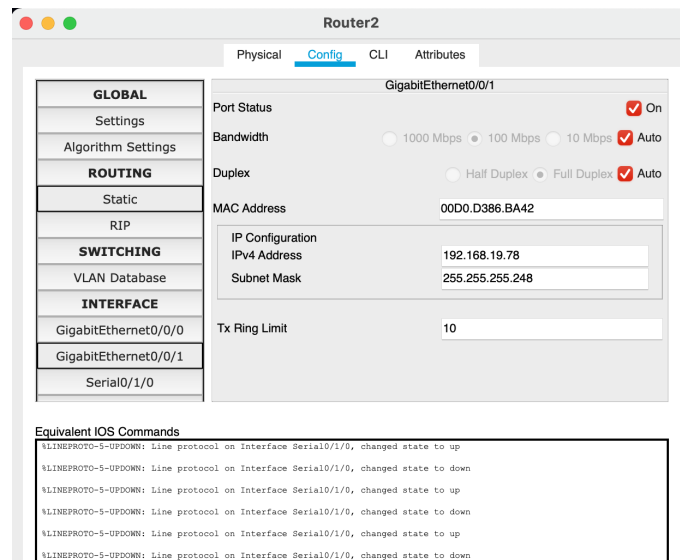 Router2
Physical Config CLI Attributes
GLOBAL
Settings
Algorithm Settings
ROUTING
Static
RIP
SWITCHING
VLAN Database
INTERFACE
GigabitEthernet0/0/0
GigabitEthernet0/0/1
Serial0/1/0
GigabitEthernet0/0/1
Port Status On
Bandwidth 1000 Mbps 100 Mbps 10 Mbps Auto
Duplex Half Duplex Full Duplex Auto
MAC Address 00D0.D386.BA42
IP Configuration
IPv4 Address 192.168.19.78
Subnet Mask 255.255.255.248
Tx Ring Limit 10
Equivalent IOS Commands
%LINEPROTO-5-UPDOWN: Line protocol on Interface Serial0/1/0, changed state to up
%LINEPROTO-5-UPDOWN: Line protocol on Interface Serial0/1/0, changed state to down
%LINEPROTO-5-UPDOWN: Line protocol on Interface Serial0/1/0, changed state to up
%LINEPROTO-5-UPDOWN: Line protocol on Interface Serial0/1/0, changed state to down
%LINEPROTO-5-UPDOWN: Line protocol on Interface Serial0/1/0, changed state to up
%LINEPROTO-5-UPDOWN: Line protocol on Interface Serial0/1/0, changed state to down